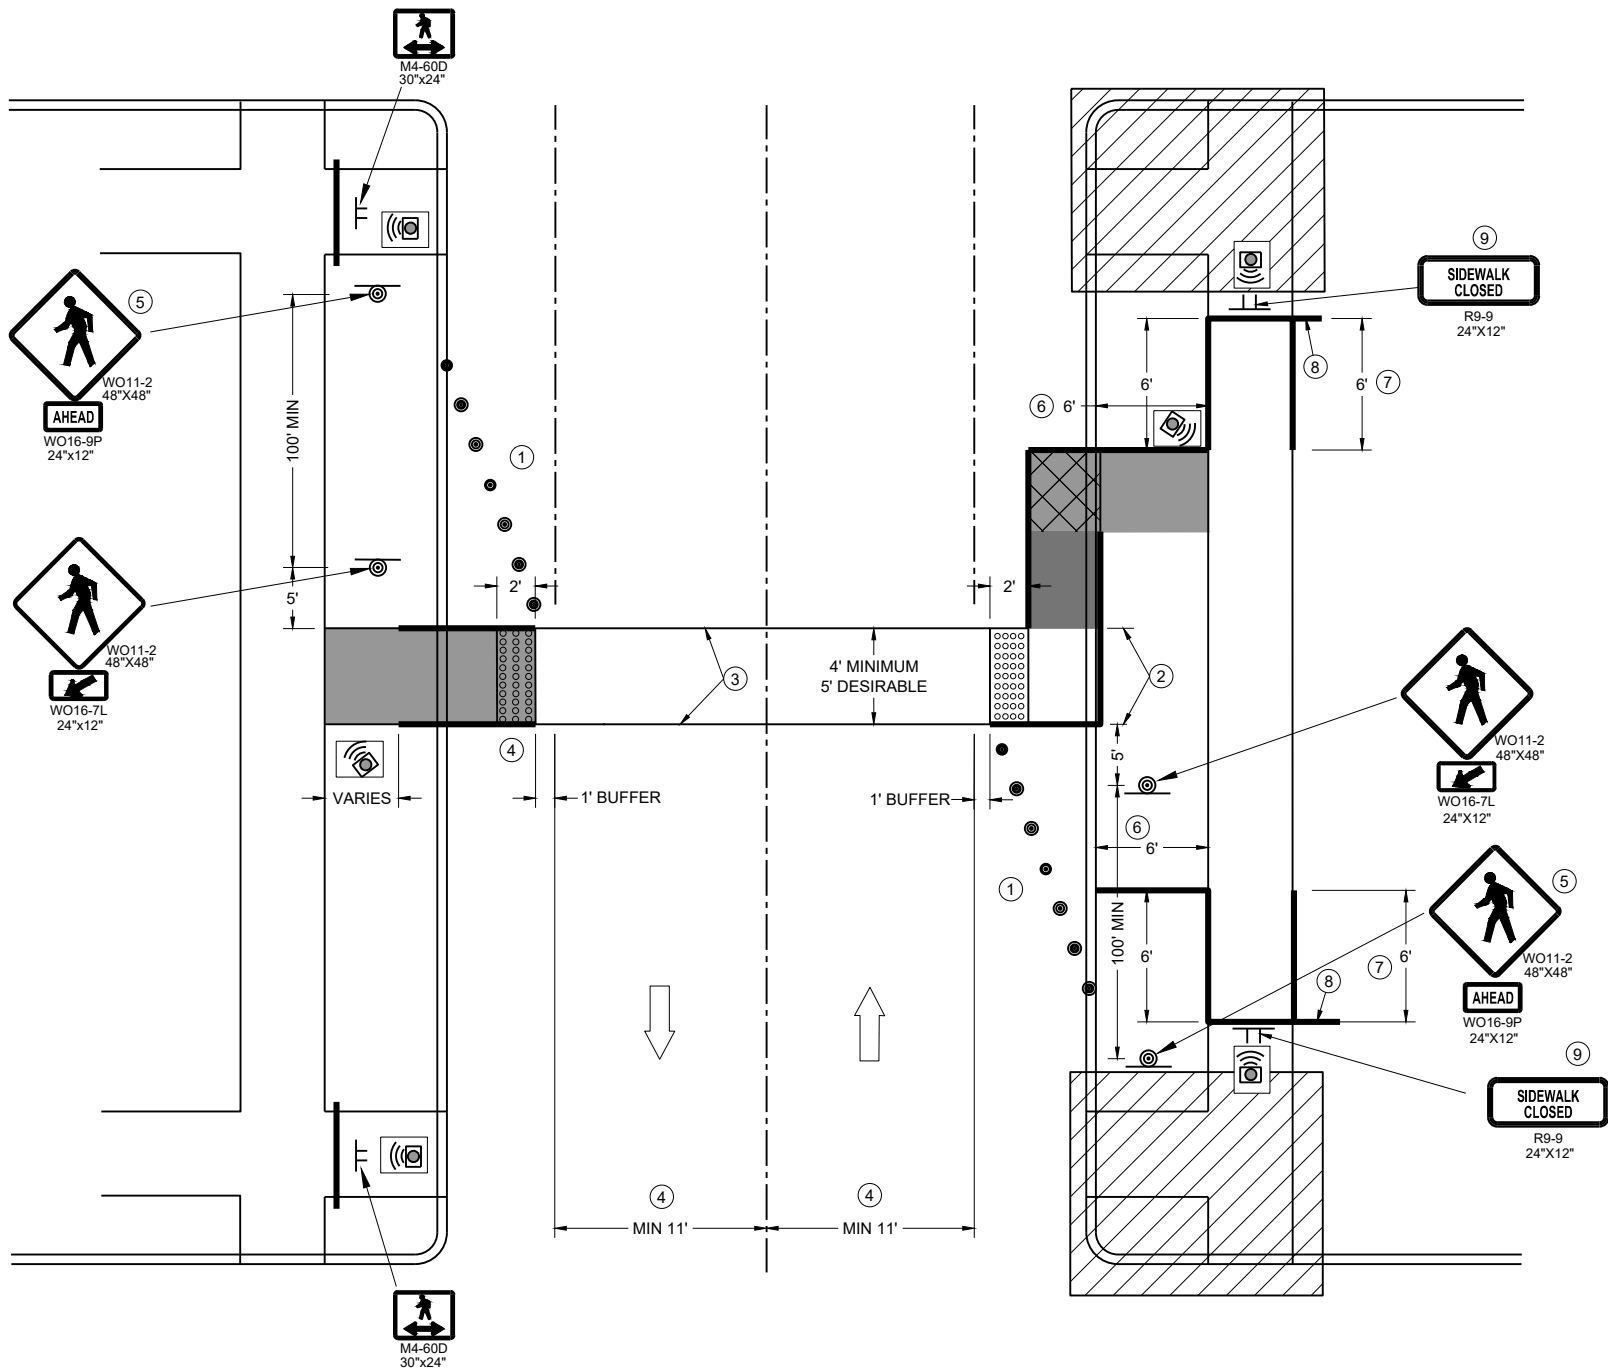 M4-60D
30"x24"
9
SIDEWALK
CLOSED
R9-9
24"X12"
5
WO11-2
48"X48"
AHEAD
WO16-9P
24"x12"
100' MIN
1
6'
8
6'
7
6
6'
WO11-2
48"X48"
WO16-7L
24"x12"
5'
2'
2'
3
4' MINIMUM
5' DESIRABLE
2
WO11-2
48"X48"
WO16-7L
24"X12"
4
5'
VARIES
1' BUFFER
1' BUFFER
6
6'
1
100' MIN
6'
8
7
6'
5
WO11-2
48"X48"
AHEAD
WO16-9P
24"X12"
9
SIDEWALK
CLOSED
R9-9
24"X12"
4
MIN 11'
4
MIN 11'
M4-60D
30"x24"